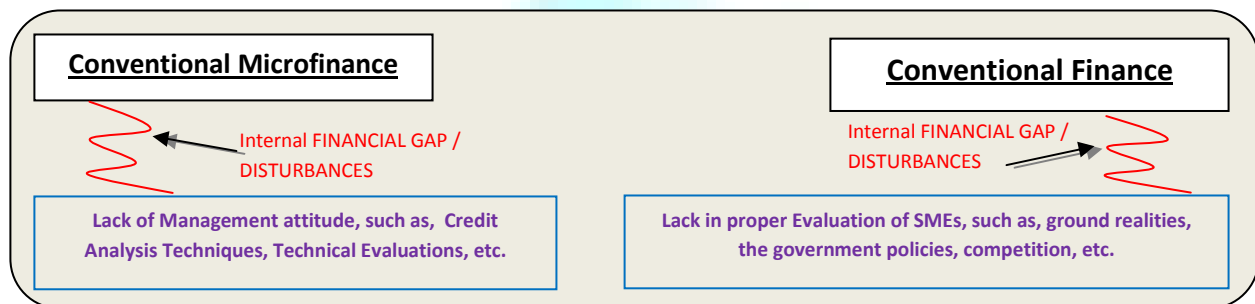 Conventional Microfinance
Internal FINANCIAL GAP /
DISTURBANCES
Lack of Management attitude, such as, Credit
Analysis Techniques, Technical Evaluations, etc.
Conventional Finance
Internal FINANCIAL GAP /
DISTURBANCES
Lack in proper Evaluation of SMEs, such as, ground realities,
the government policies, competition, etc.